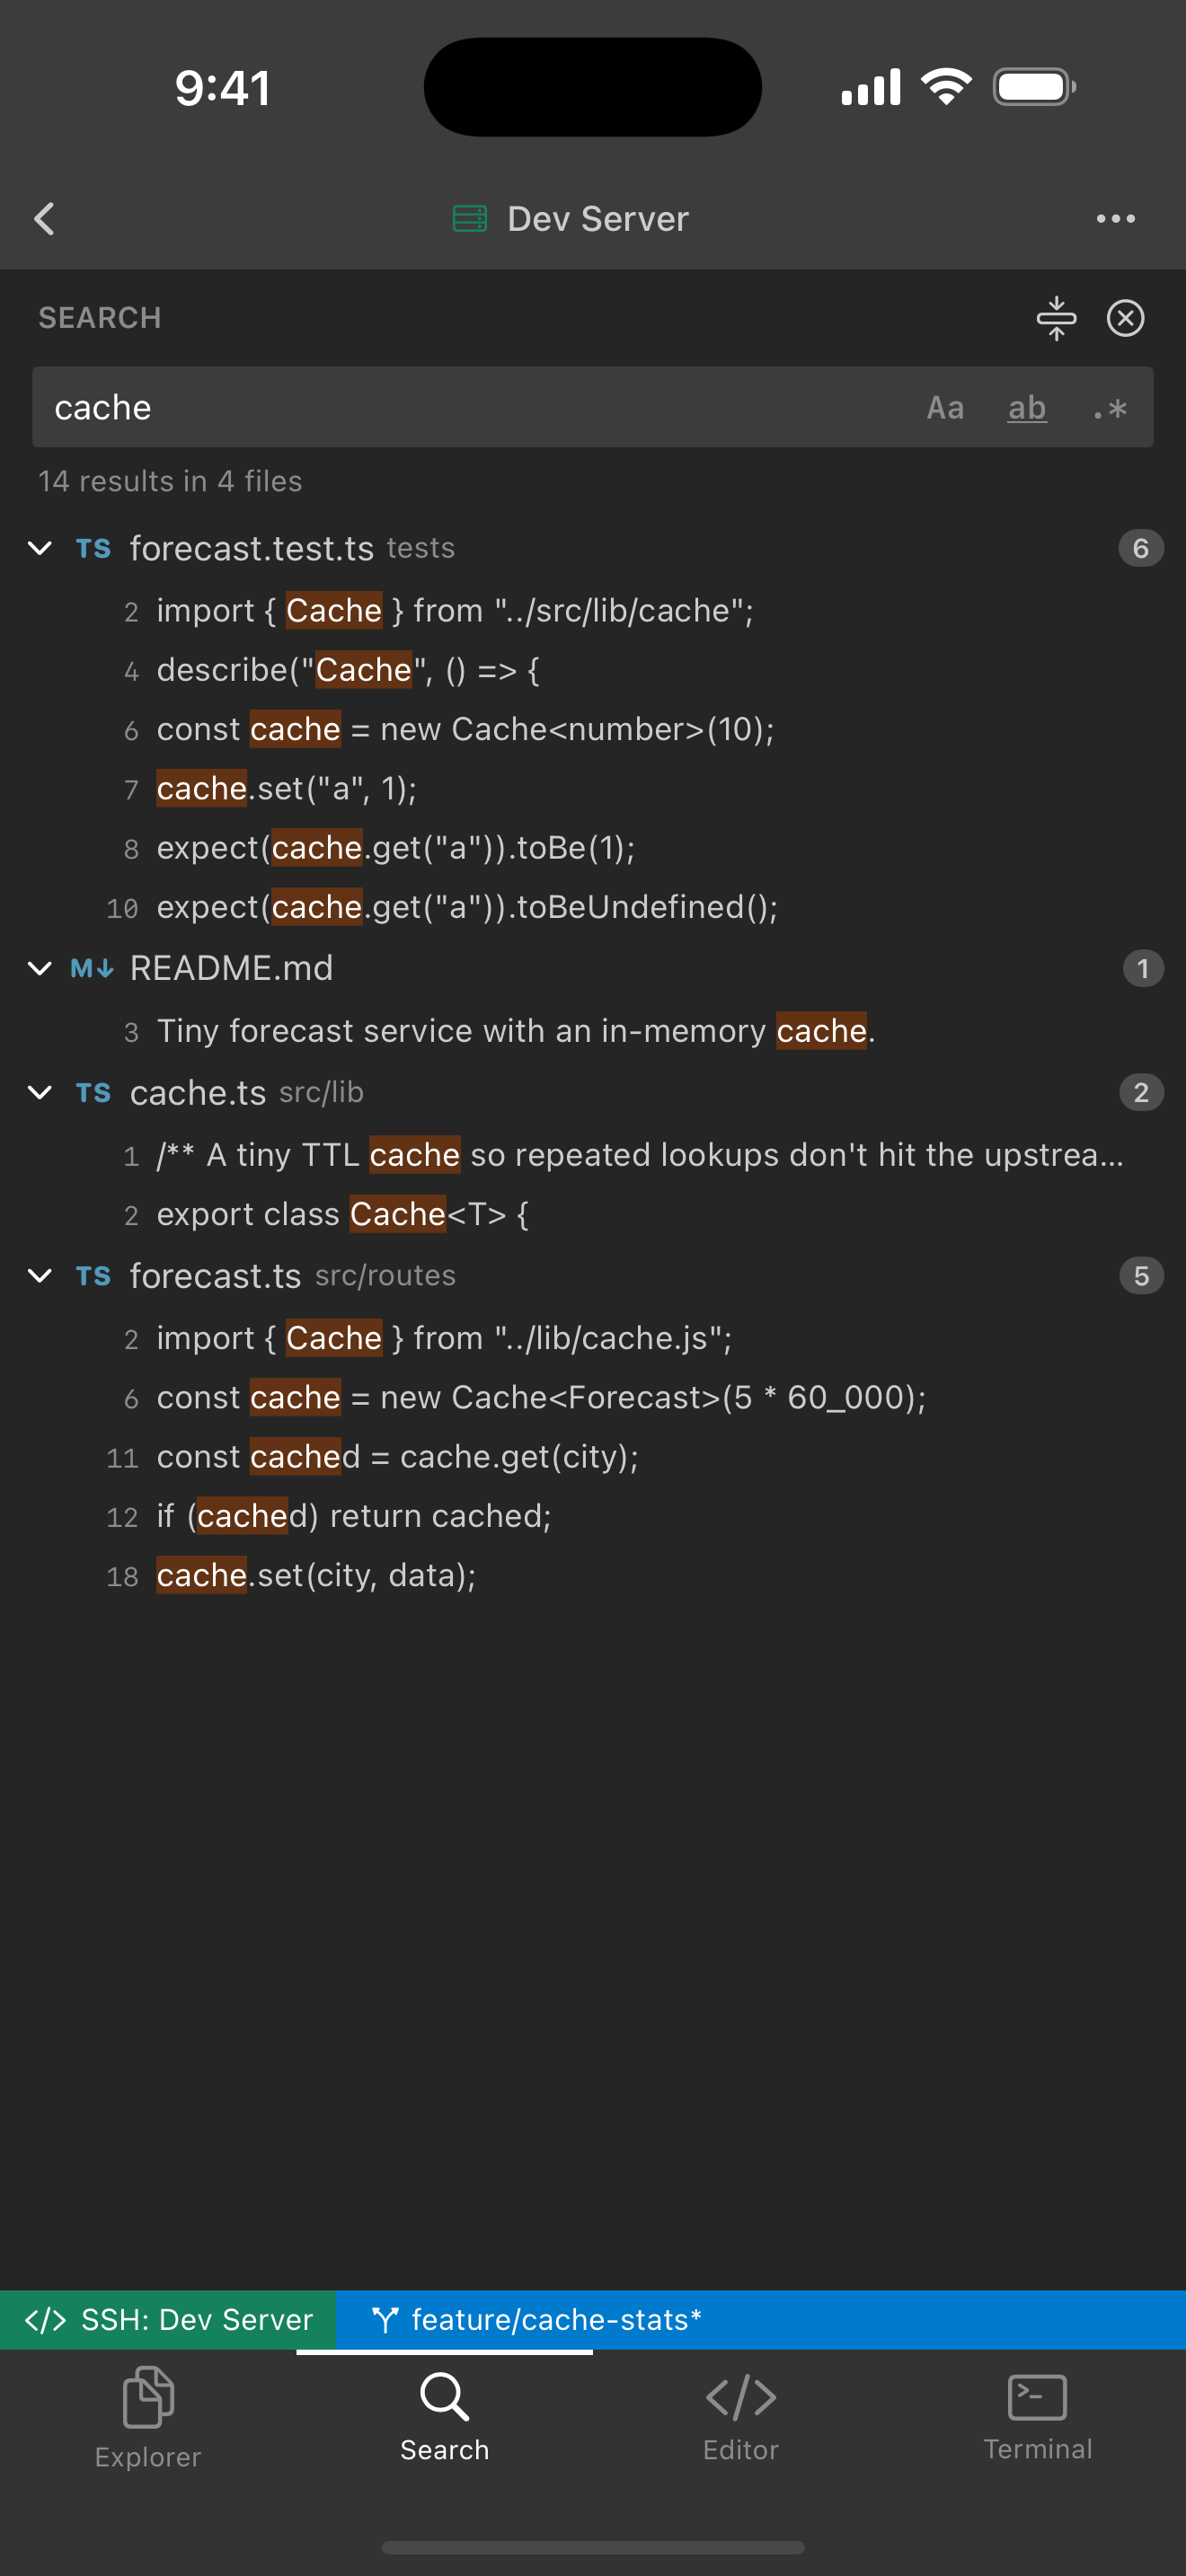 9:41
Dev Server
SEARCH
cache Aa ab .*
14 results in 4 files
TS forecast.test.ts tests 6
2 import { Cache } from "../src/lib/cache";
4 describe("Cache", () => {
6 const cache = new Cache<number>(10);
7 cache.set("a", 1);
8 expect(cache.get("a")).toBe(1);
10 expect(cache.get("a")).toBeUndefined();
M↓ README.md 1
3 Tiny forecast service with an in-memory cache.
TS cache.ts src/lib 2
1 /** A tiny TTL cache so repeated lookups don't hit the upstrea...
2 export class Cache<T> {
TS forecast.ts src/routes 5
2 import { Cache } from "../lib/cache.js";
6 const cache = new Cache<Forecast>(5 * 60_000);
11 const cached = cache.get(city);
12 if (cached) return cached;
18 cache.set(city, data);
</> SSH: Dev Server feature/cache-stats*
Explorer Search Editor Terminal